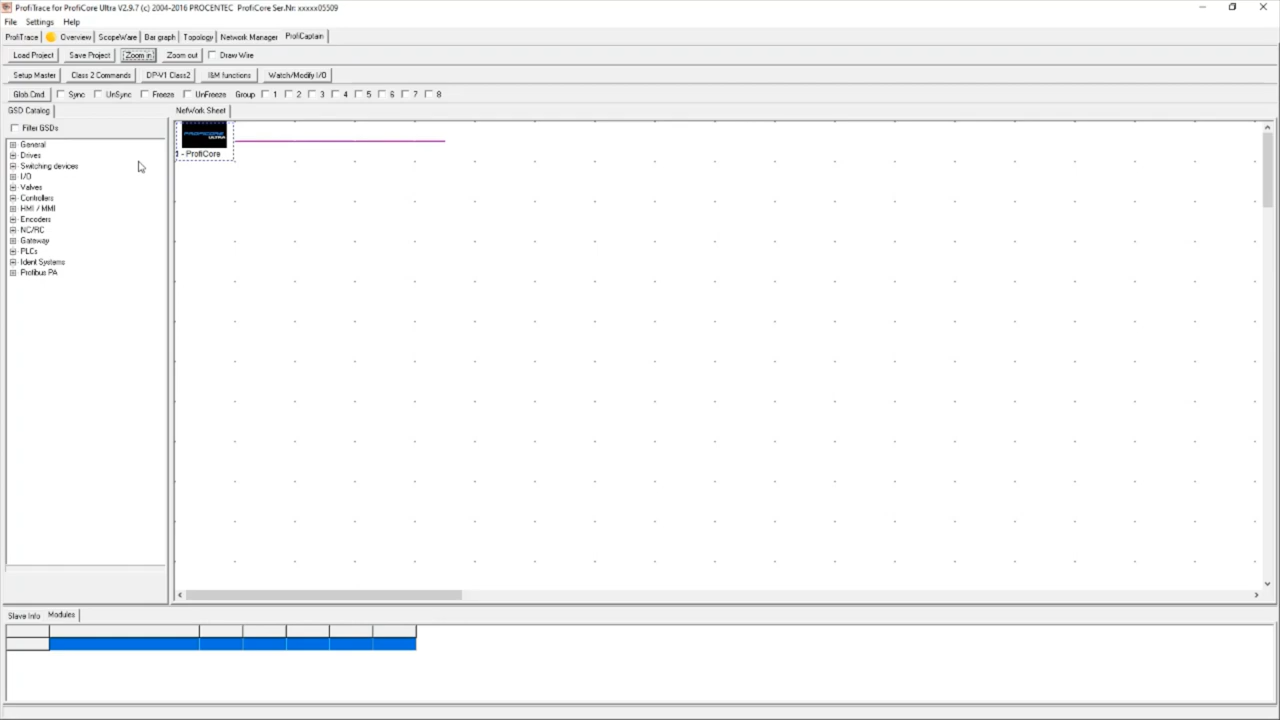 ProfiTrace for ProfiCore Ultra V2.9.7 (c) 2004-2016 PROCENTEC ProfiCore Ser.Nr: xxxxx05509
File Settings Help
ProfiTrace Overview ScopeWare Bar graph Topology Network Manager ProfiCaptain
Load Project Save Project Zoom in Zoom out Draw Wire
Setup Master Class 2 Commands DP-V1 Class2 I&M functions Watch/Modify I/O
Glob.Cmd Sync UnSync Freeze UnFreeze Group 1 2 3 4 5 6 7 8
GSD Catalog NetWork Sheet
Filter GSDs
General
Drives
Switching devices
I/O
Valves
Controllers
HMI / MMI
Encoders
NC/RC
Gateway
PLCs
Ident Systems
Profibus PA
PROFICORE
ULTRA
1 - ProfiCore
Slave Info Modules